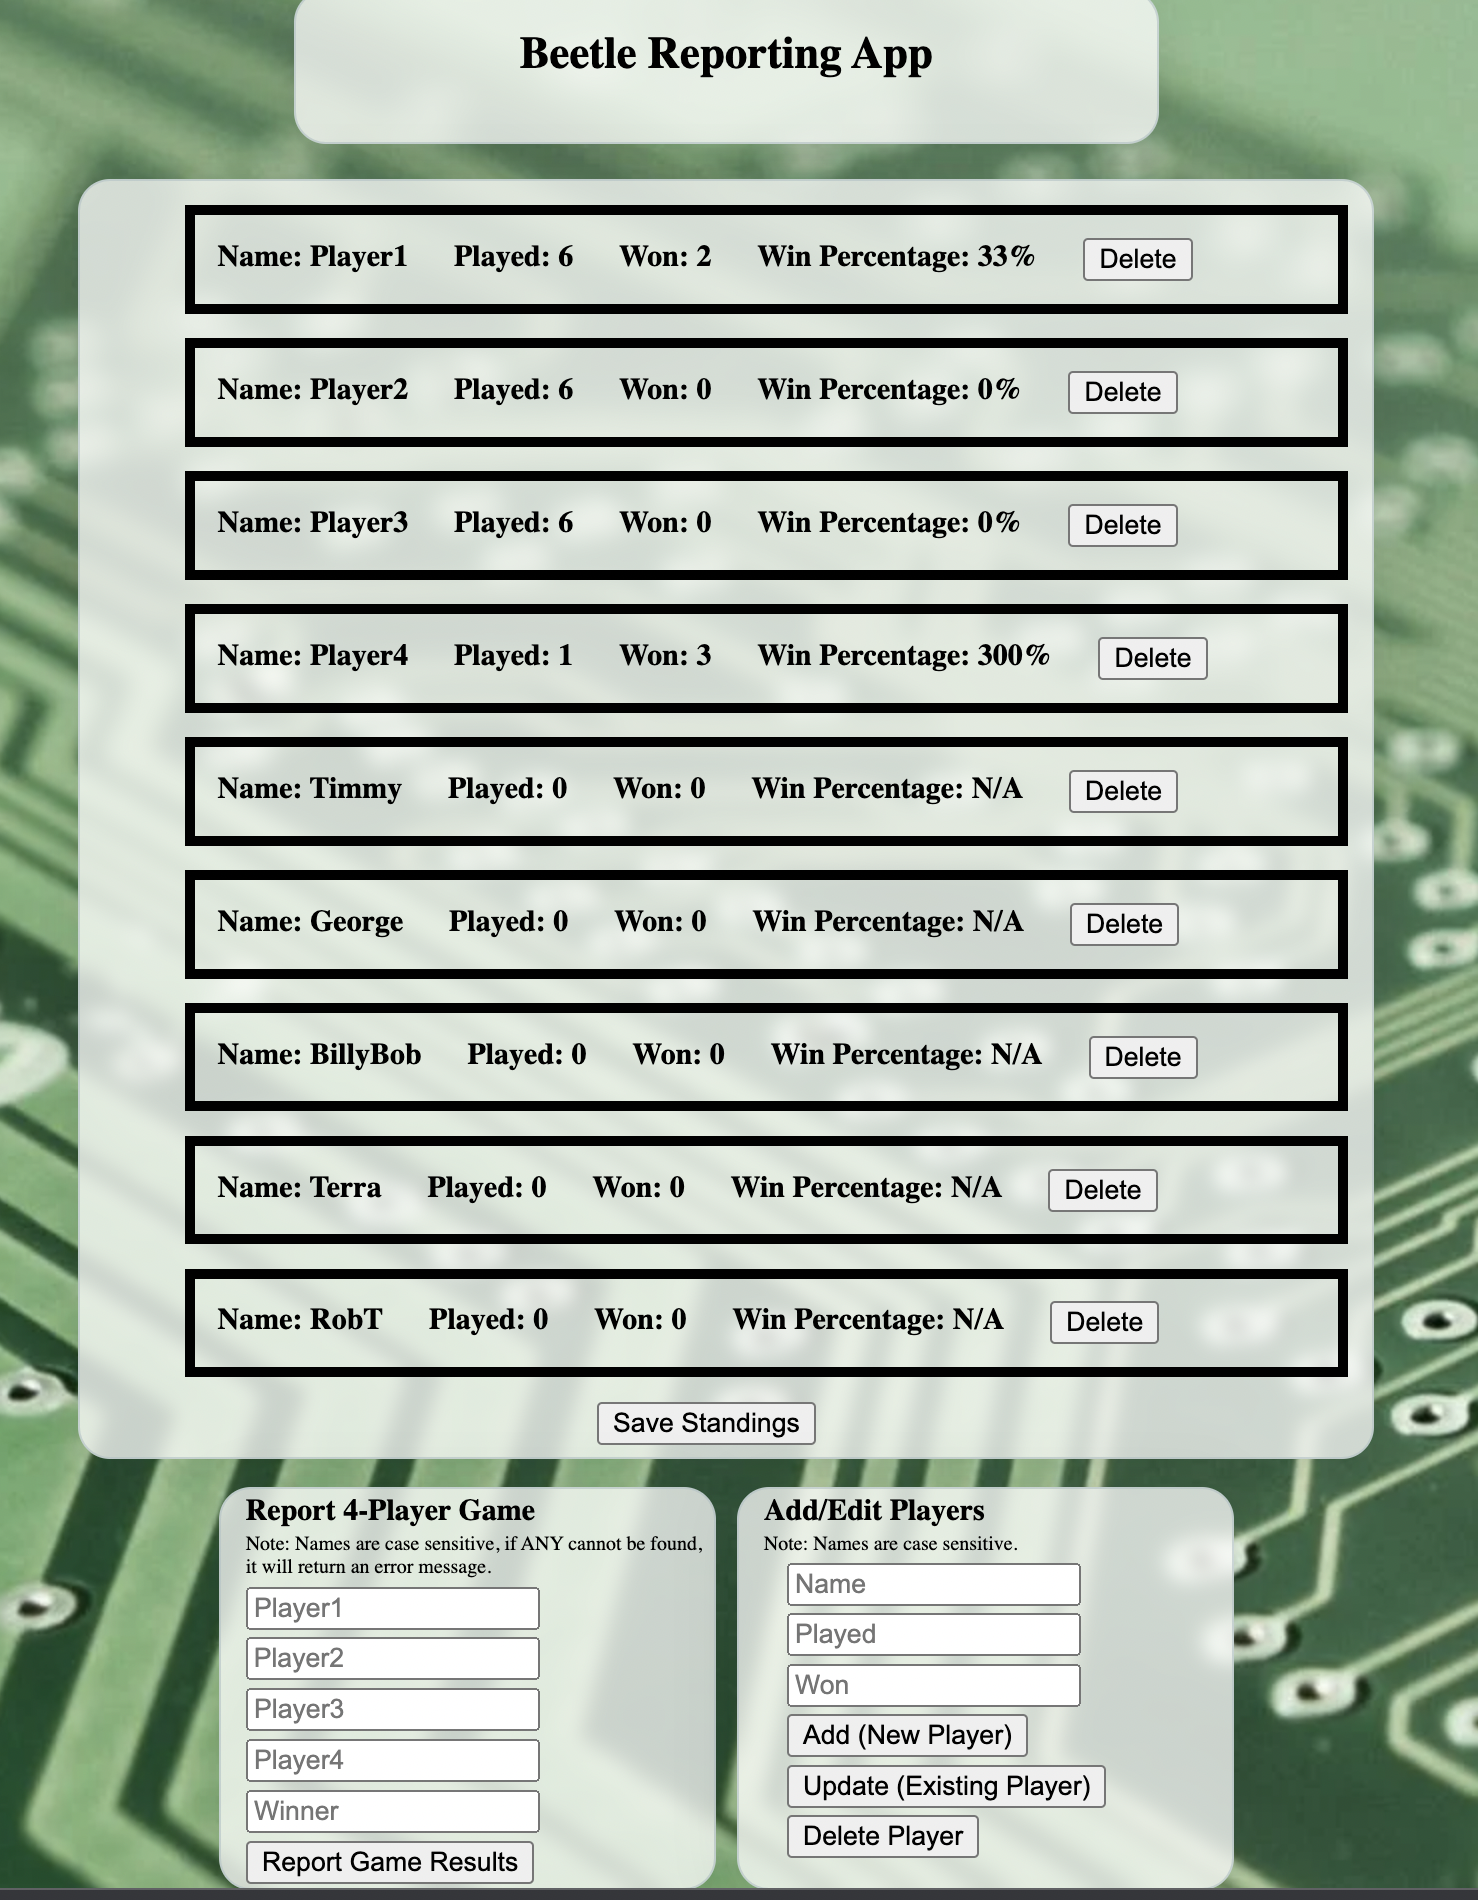 Beetle Reporting App
Name: Player1 Played: 6 Won: 2 Win Percentage: 33% Delete
Name: Player2 Played: 6 Won: 0 Win Percentage: 0% Delete
Name: Player3 Played: 6 Won: 0 Win Percentage: 0% Delete
Name: Player4 Played: 1 Won: 3 Win Percentage: 300% Delete
Name: Timmy Played: 0 Won: 0 Win Percentage: N/A Delete
Name: George Played: 0 Won: 0 Win Percentage: N/A Delete
Name: BillyBob Played: 0 Won: 0 Win Percentage: N/A Delete
Name: Terra Played: 0 Won: 0 Win Percentage: N/A Delete
Name: RobT Played: 0 Won: 0 Win Percentage: N/A Delete
Save Standings
Report 4-Player Game
Note: Names are case sensitive, if ANY cannot be found,
it will return an error message.
Player1
Player2
Player3
Player4
Winner
Report Game Results
Add/Edit Players
Note: Names are case sensitive.
Name
Played
Won
Add (New Player)
Update (Existing Player)
Delete Player